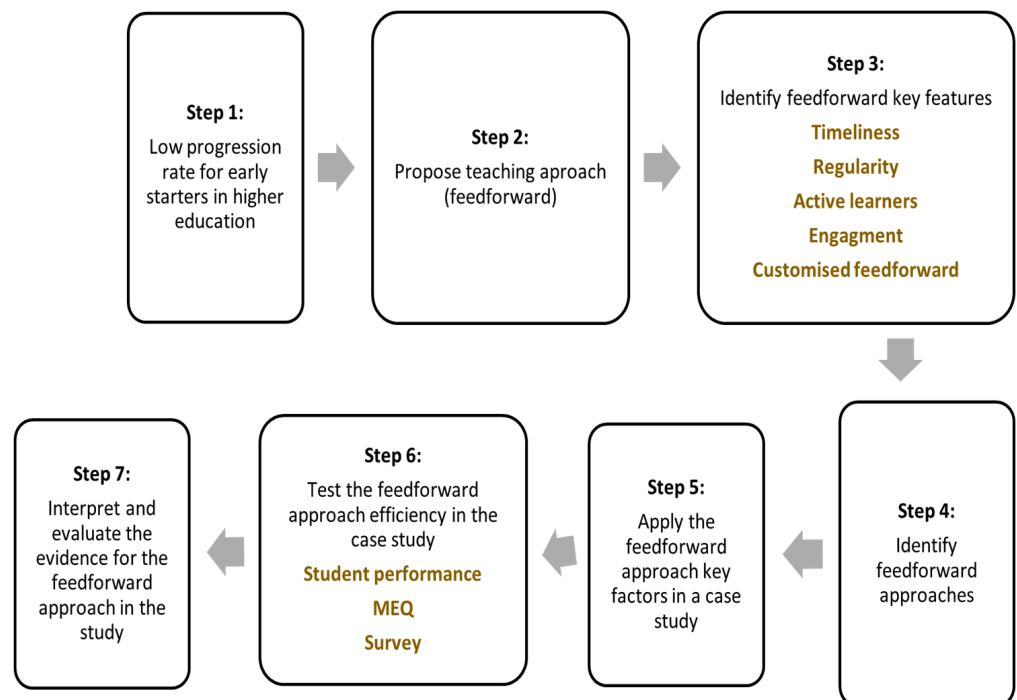 Step 1:
Low progression
rate for early
starters in higher
education
Step 2:
Propose teaching aproach
(feedforward)
Step 3:
Identify feedforward key features
Timeliness
Regularity
Active learners
Engagment
Customised feedforward
Step 4:
Identify
feedforward
approaches
Step 5:
Apply the
feedforward
approach key
factors in a case
study
Step 6:
Test the feedforward
approach efficiency in the
case study
Student performance
MEQ
Survey
Step 7:
Interpret and
evaluate the
evidence for the
feedforward
approach in the
study